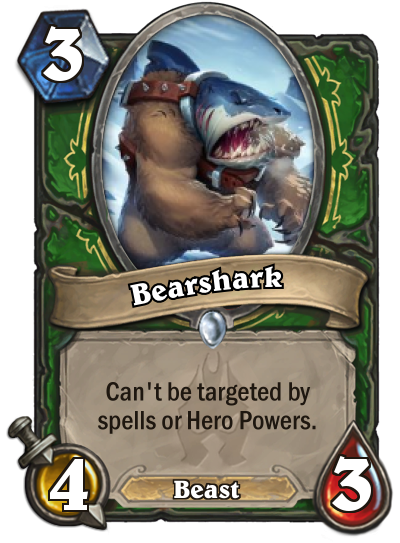 3
Bearshark
Can't be targeted by
spells or Hero Powers.
4
Beast
3